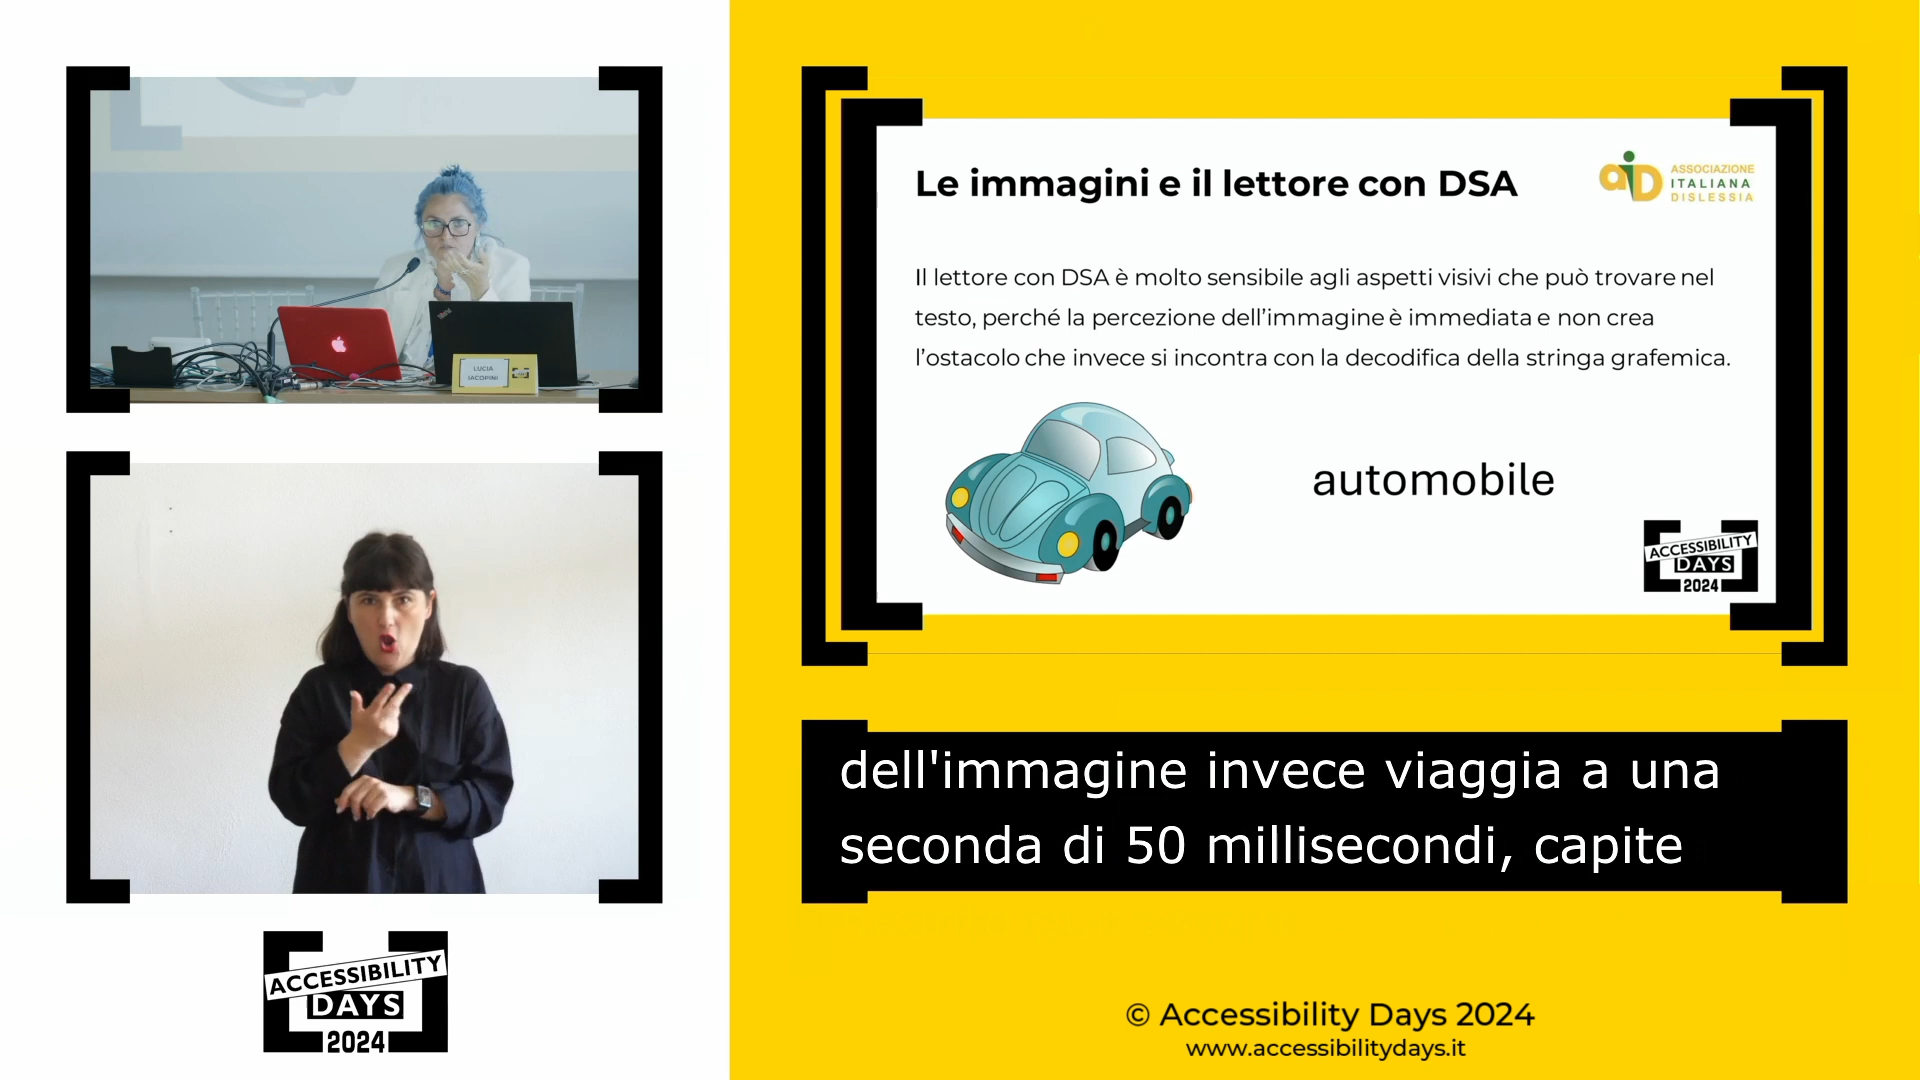 LUCIA
IACOPINI
ACCESSIBILITY
DAYS
2024
Le immagini e il lettore con DSA
ASSOCIAZIONE
ITALIANA
DISLESSIA
Il lettore con DSA è molto sensibile agli aspetti visivi che può trovare nel
testo, perché la percezione dell’immagine è immediata e non crea
l’ostacolo che invece si incontra con la decodifica della stringa grafemica.
automobile
ACCESSIBILITY
DAYS
2024
dell'immagine invece viaggia a una
seconda di 50 millisecondi, capite
© Accessibility Days 2024
www.accessibilitydays.it